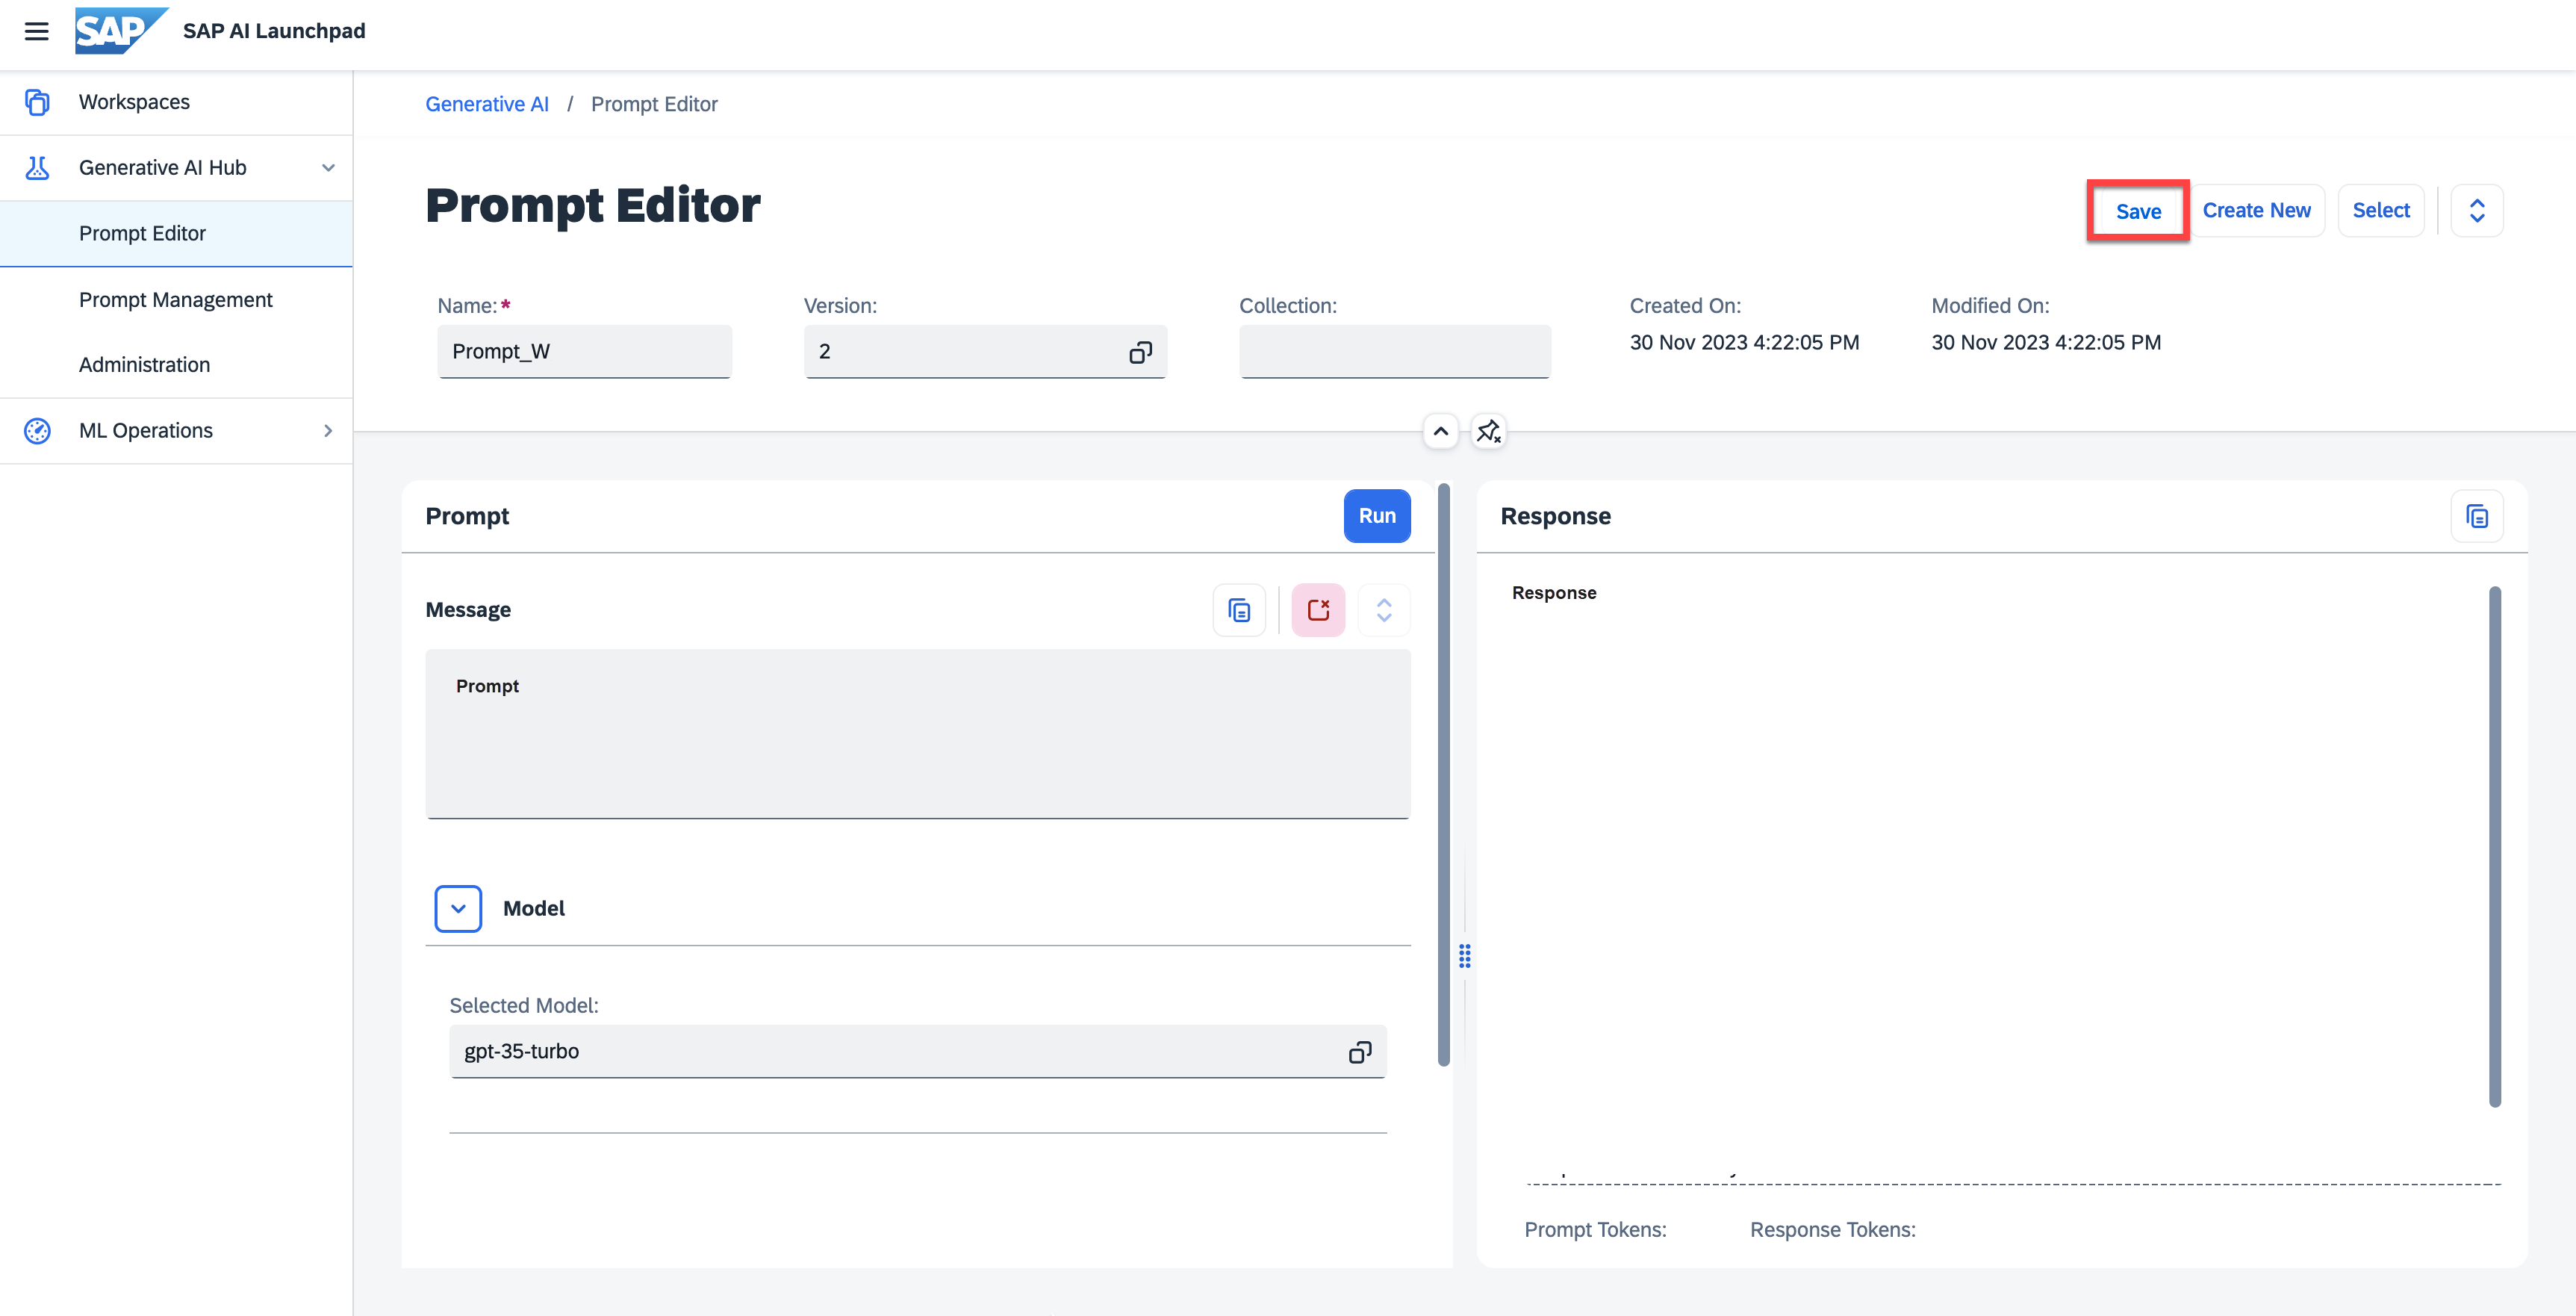 SAP SAP AI Launchpad
Workspaces
Generative AI Hub
Prompt Editor
Prompt Management
Administration
ML Operations
Generative AI / Prompt Editor
Prompt Editor
Save Create New Select
Name:* Version: Collection: Created On: Modified On:
Prompt_W 2 30 Nov 2023 4:22:05 PM 30 Nov 2023 4:22:05 PM
Prompt Run
Message
Prompt
Model
Selected Model:
gpt-35-turbo
Response
Response
Prompt Tokens: Response Tokens: